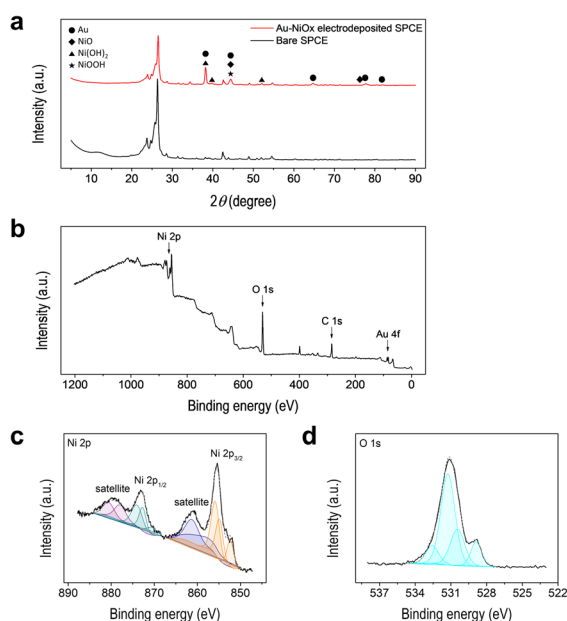 a
Au
NiO
Ni(OH)2
NiOOH
Au-NiOx electrodeposited SPCE
Bare SPCE
Intensity (a.u.)
10 20 30 40 50 60 70 80 90
2θ (degree)
b
Ni 2p
O 1s
C 1s
Au 4f
Intensity (a.u.)
1200 1000 800 600 400 200 0
Binding energy (eV)
c
Ni 2p
Ni 2p3/2
Ni 2p1/2
satellite
satellite
Intensity (a.u.)
890 880 870 860 850
Binding energy (eV)
d
O 1s
Intensity (a.u.)
537 534 531 528 525 522
Binding energy (eV)